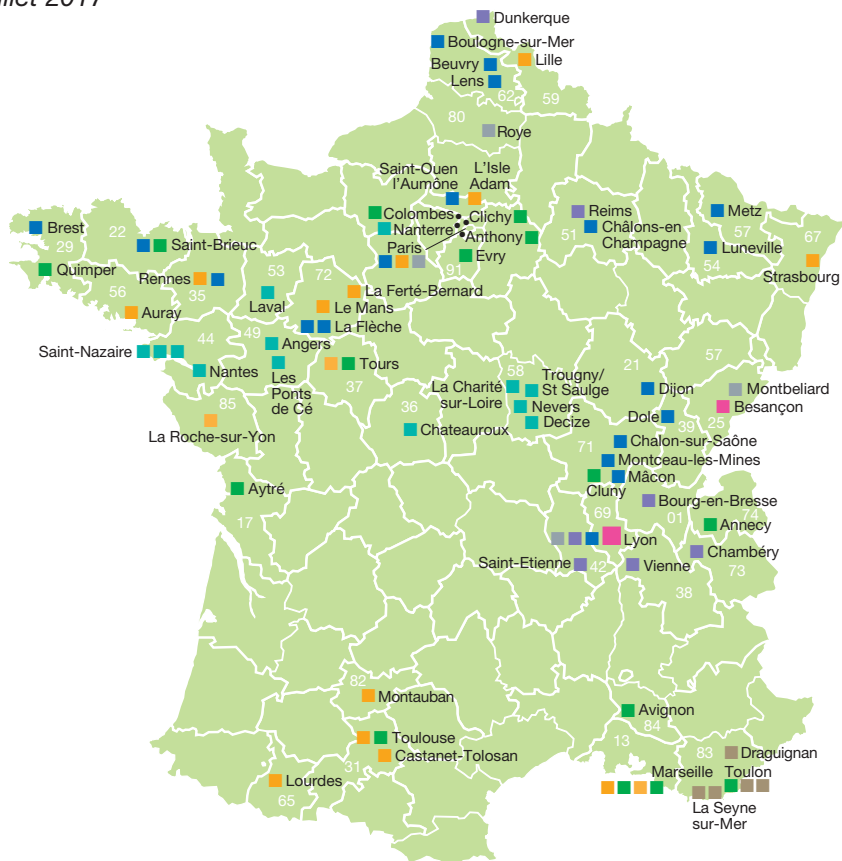 Dunkerque
Boulogne-sur-Mer
Beuvry
Lille
Lens
62
59
80
Roye
Saint-Ouen
l'Aumône
L'Isle
Adam
Colombes
Clichy
Nanterre
Anthony
Paris
Evry
91
Reims
51
Châlons-en
Champagne
Metz
57
67
Luneville
54
Strasbourg
Brest
22
29
Saint-Brieuc
Quimper
Rennes
35
56
Auray
53
Laval
72
La Ferté-Bernard
Le Mans
La Flèche
44
49
Saint-Nazaire
Angers
Nantes
Les
Ponts
de Cé
Tours
37
85
La Roche-sur-Yon
36
Chateauroux
58
La Charité
sur-Loire
Trougny/
St Saulge
Nevers
Decize
21
57
Dijon
Montbeliard
Dole
Besançon
39
25
71
Chalon-sur-Saône
Montceau-les-Mines
Mâcon
Cluny
Aytré
17
Bourg-en-Bresse
69
01
74
Annecy
Lyon
Chambéry
Saint-Etienne
42
Vienne
73
38
82
Montauban
Toulouse
Castanet-Tolosan
31
Lourdes
65
Avignon
84
13
83
Draguignan
Marseille
Toulon
La Seyne
sur-Mer